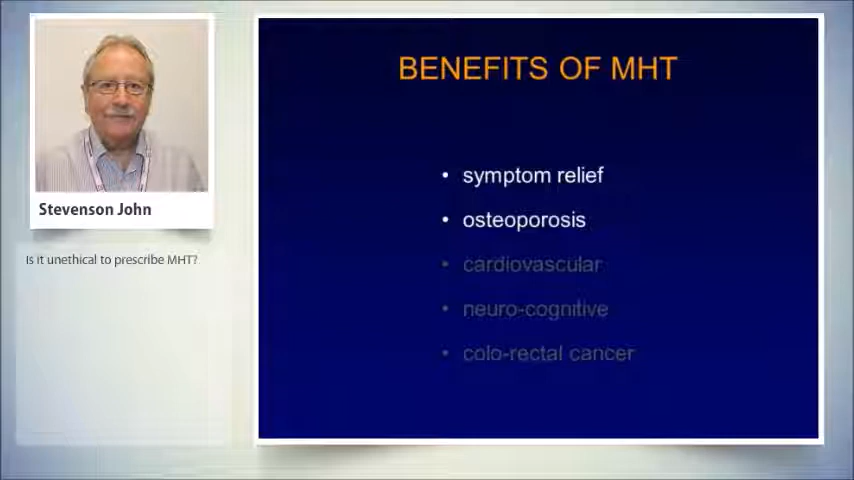 BENEFITS OF MHT
• symptom relief
• osteoporosis
• cardiovascular
• neuro-cognitive
• colo-rectal cancer
Stevenson John
Is it unethical to prescribe MHT?